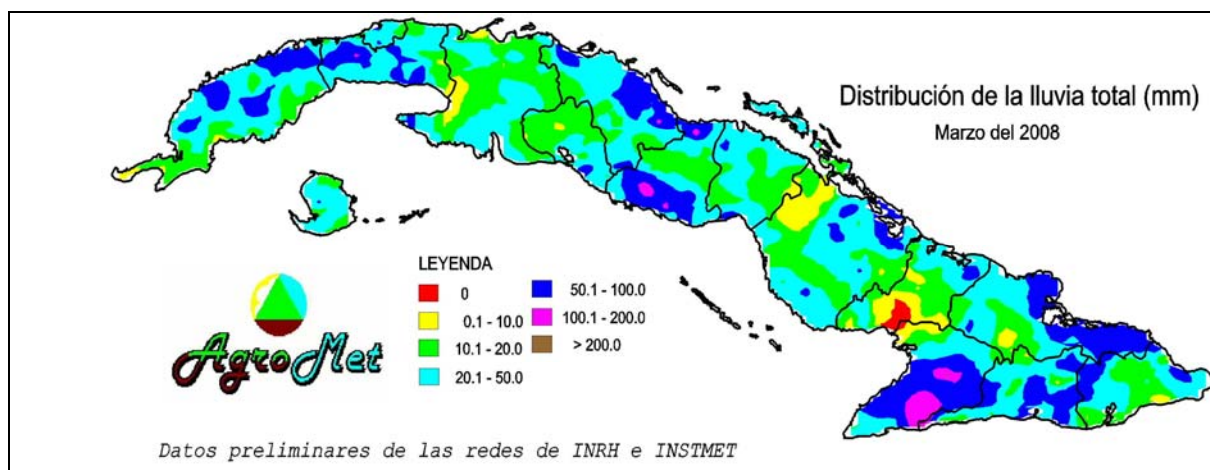 Distribución de la lluvia total (mm)
Marzo del 2008
LEYENDA
0
0.1 - 10.0
10.1 - 20.0
20.1 - 50.0
50.1 - 100.0
100.1 - 200.0
> 200.0
AgroMet
Datos preliminares de las redes de INRH e INSTMET